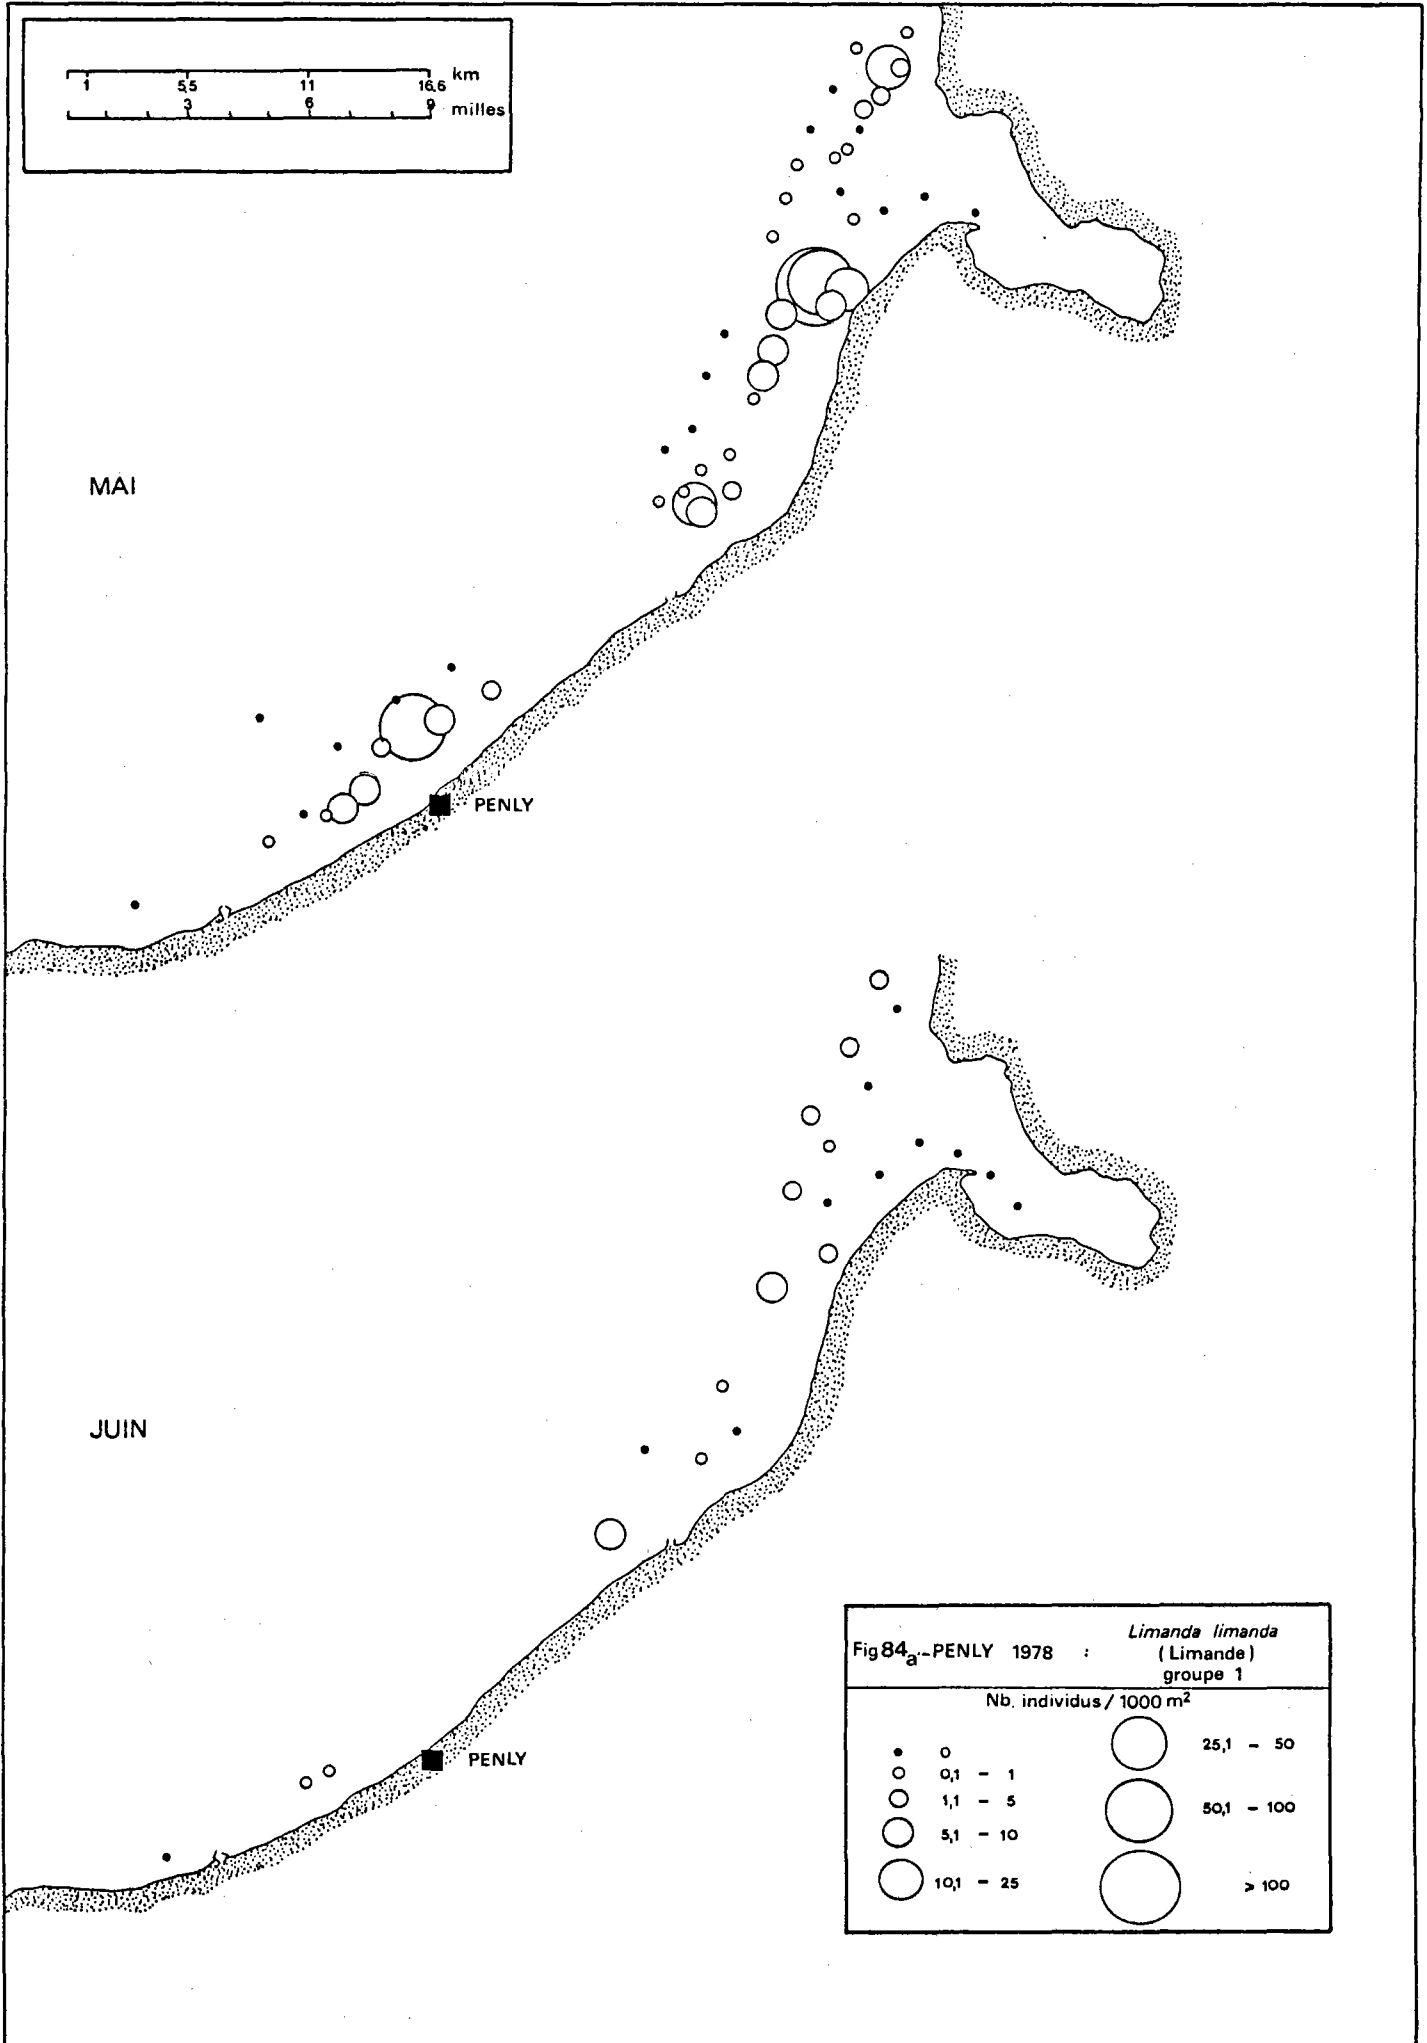 1 5,5 11 16,6 km
3 6 9 milles
MAI
PENLY
JUIN
PENLY
Fig 84a.-PENLY 1978 : Limanda limanda
(Limande)
groupe 1
Nb. individus / 1000 m²
0
0,1 - 1
1,1 - 5
5,1 - 10
10,1 - 25
25,1 - 50
50,1 - 100
> 100